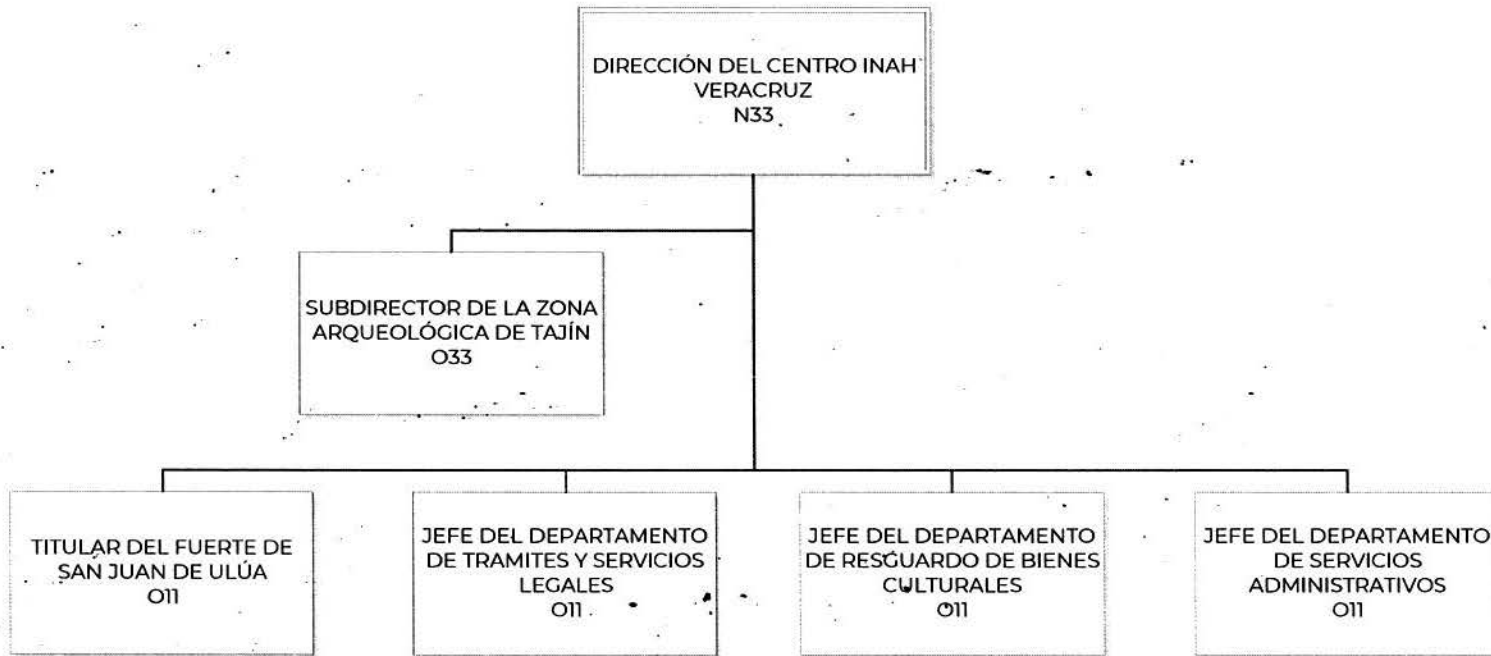 DIRECCIÓN DEL CENTRO INAH
VERACRUZ
N33
SUBDIRECTOR DE LA ZONA
ARQUEOLÓGICA DE TAJÍN
O33
TITULAR DEL FUERTE DE
SAN JUAN DE ULÚA
O11
JEFE DEL DEPARTAMENTO
DE TRAMITES Y SERVICIOS
LEGALES
O11
JEFE DEL DEPARTAMENTO
DE RESGUARDO DE BIENES
CULTURALES
O11
JEFE DEL DEPARTAMENTO
DE SERVICIOS
ADMINISTRATIVOS
O11